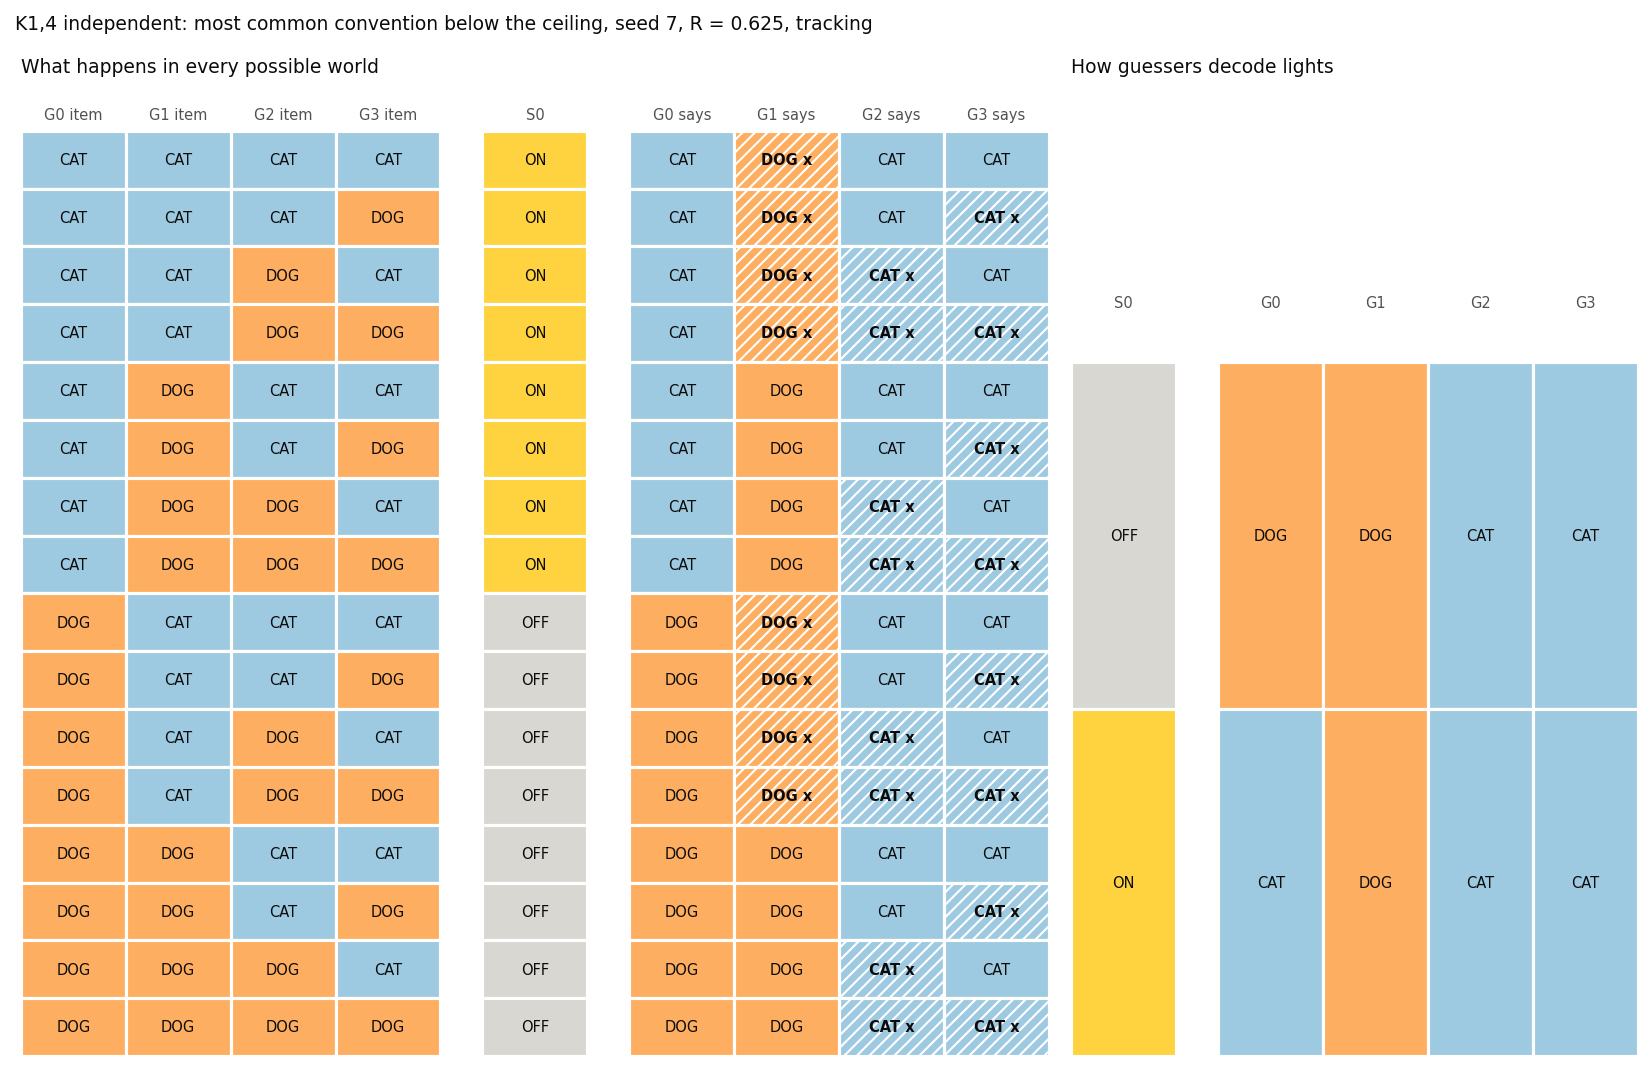 K1,4 independent: most common convention below the ceiling, seed 7, R = 0.625, tracking
What happens in every possible world
How guessers decode lights
G0 item G1 item G2 item G3 item S0 G0 says G1 says G2 says G3 says
CAT CAT CAT CAT ON CAT DOG x CAT CAT
CAT CAT CAT DOG ON CAT DOG x CAT CAT x
CAT CAT DOG CAT ON CAT DOG x CAT x CAT
CAT CAT DOG DOG ON CAT DOG x CAT x CAT x
CAT DOG CAT CAT ON CAT DOG CAT CAT
CAT DOG CAT DOG ON CAT DOG CAT CAT x
CAT DOG DOG CAT ON CAT DOG CAT x CAT
CAT DOG DOG DOG ON CAT DOG CAT x CAT x
DOG CAT CAT CAT OFF DOG DOG x CAT CAT
DOG CAT CAT DOG OFF DOG DOG x CAT CAT x
DOG CAT DOG CAT OFF DOG DOG x CAT x CAT
DOG CAT DOG DOG OFF DOG DOG x CAT x CAT x
DOG DOG CAT CAT OFF DOG DOG CAT CAT
DOG DOG CAT DOG OFF DOG DOG CAT CAT x
DOG DOG DOG CAT OFF DOG DOG CAT x CAT
DOG DOG DOG DOG OFF DOG DOG CAT x CAT x
S0 G0 G1 G2 G3
OFF DOG DOG CAT CAT
ON CAT DOG CAT CAT